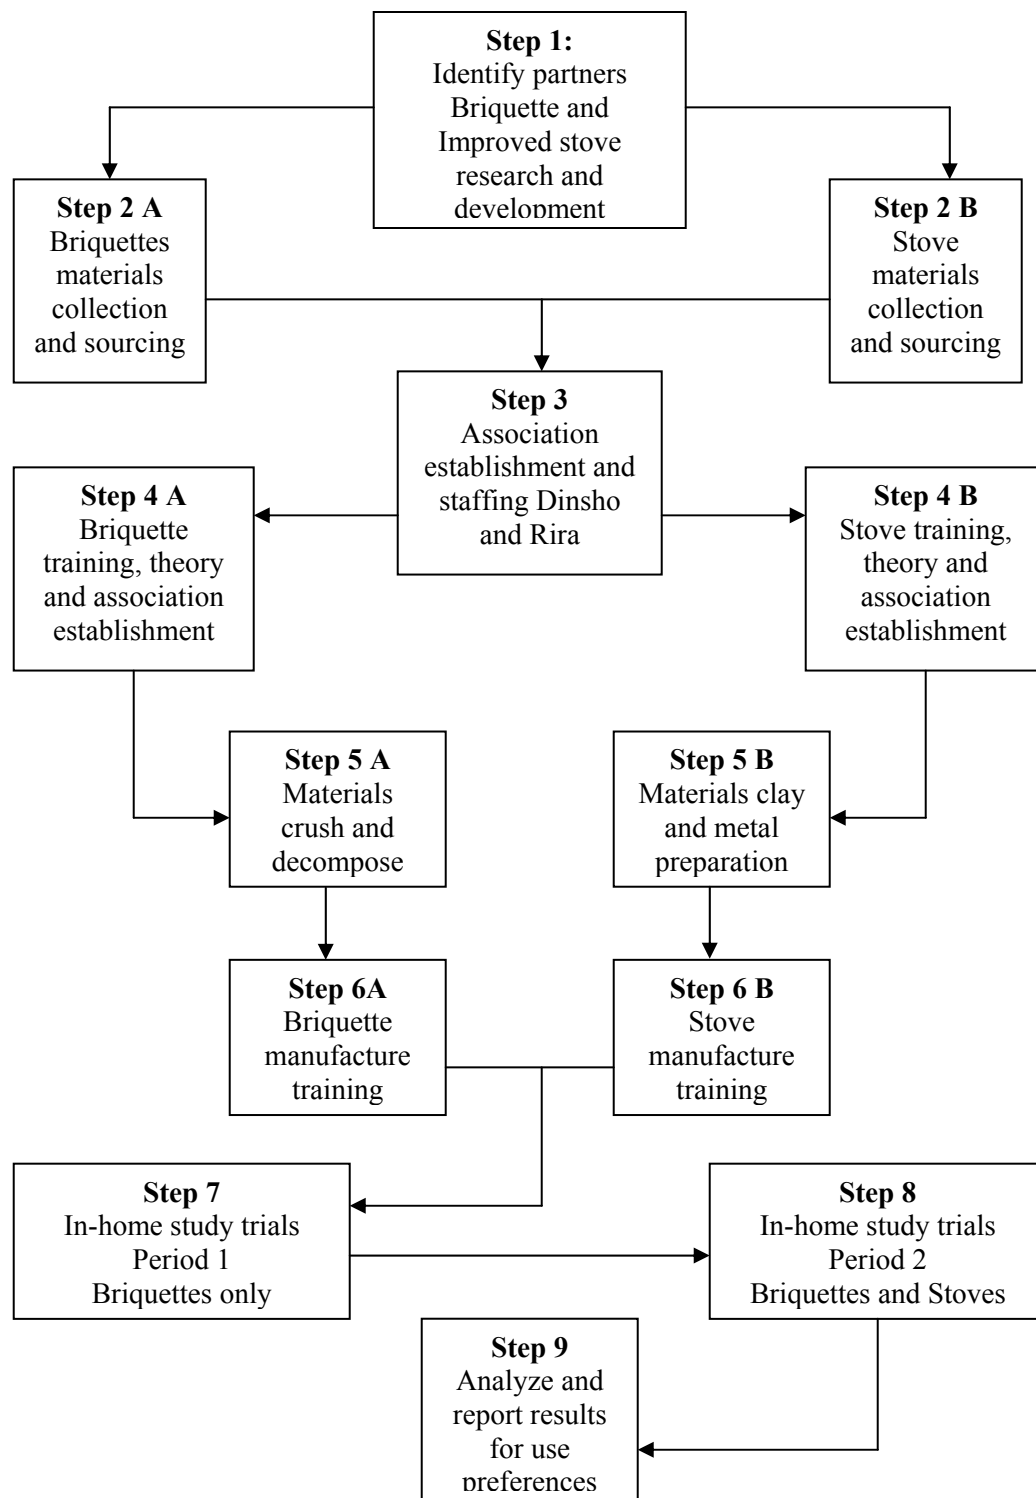 Step 1:
Identify partners
Briquette and
Improved stove
research and
development
Step 2 A
Briquettes
materials
collection
and sourcing
Step 2 B
Stove
materials
collection
and sourcing
Step 3
Association
establishment and
staffing Dinsho
and Rira
Step 4 A
Briquette
training, theory
and association
establishment
Step 4 B
Stove training,
theory and
association
establishment
Step 5 A
Materials
crush and
decompose
Step 5 B
Materials clay
and metal
preparation
Step 6A
Briquette
manufacture
training
Step 6 B
Stove
manufacture
training
Step 7
In-home study trials
Period 1
Briquettes only
Step 8
In-home study trials
Period 2
Briquettes and Stoves
Step 9
Analyze and
report results
for use
preferences